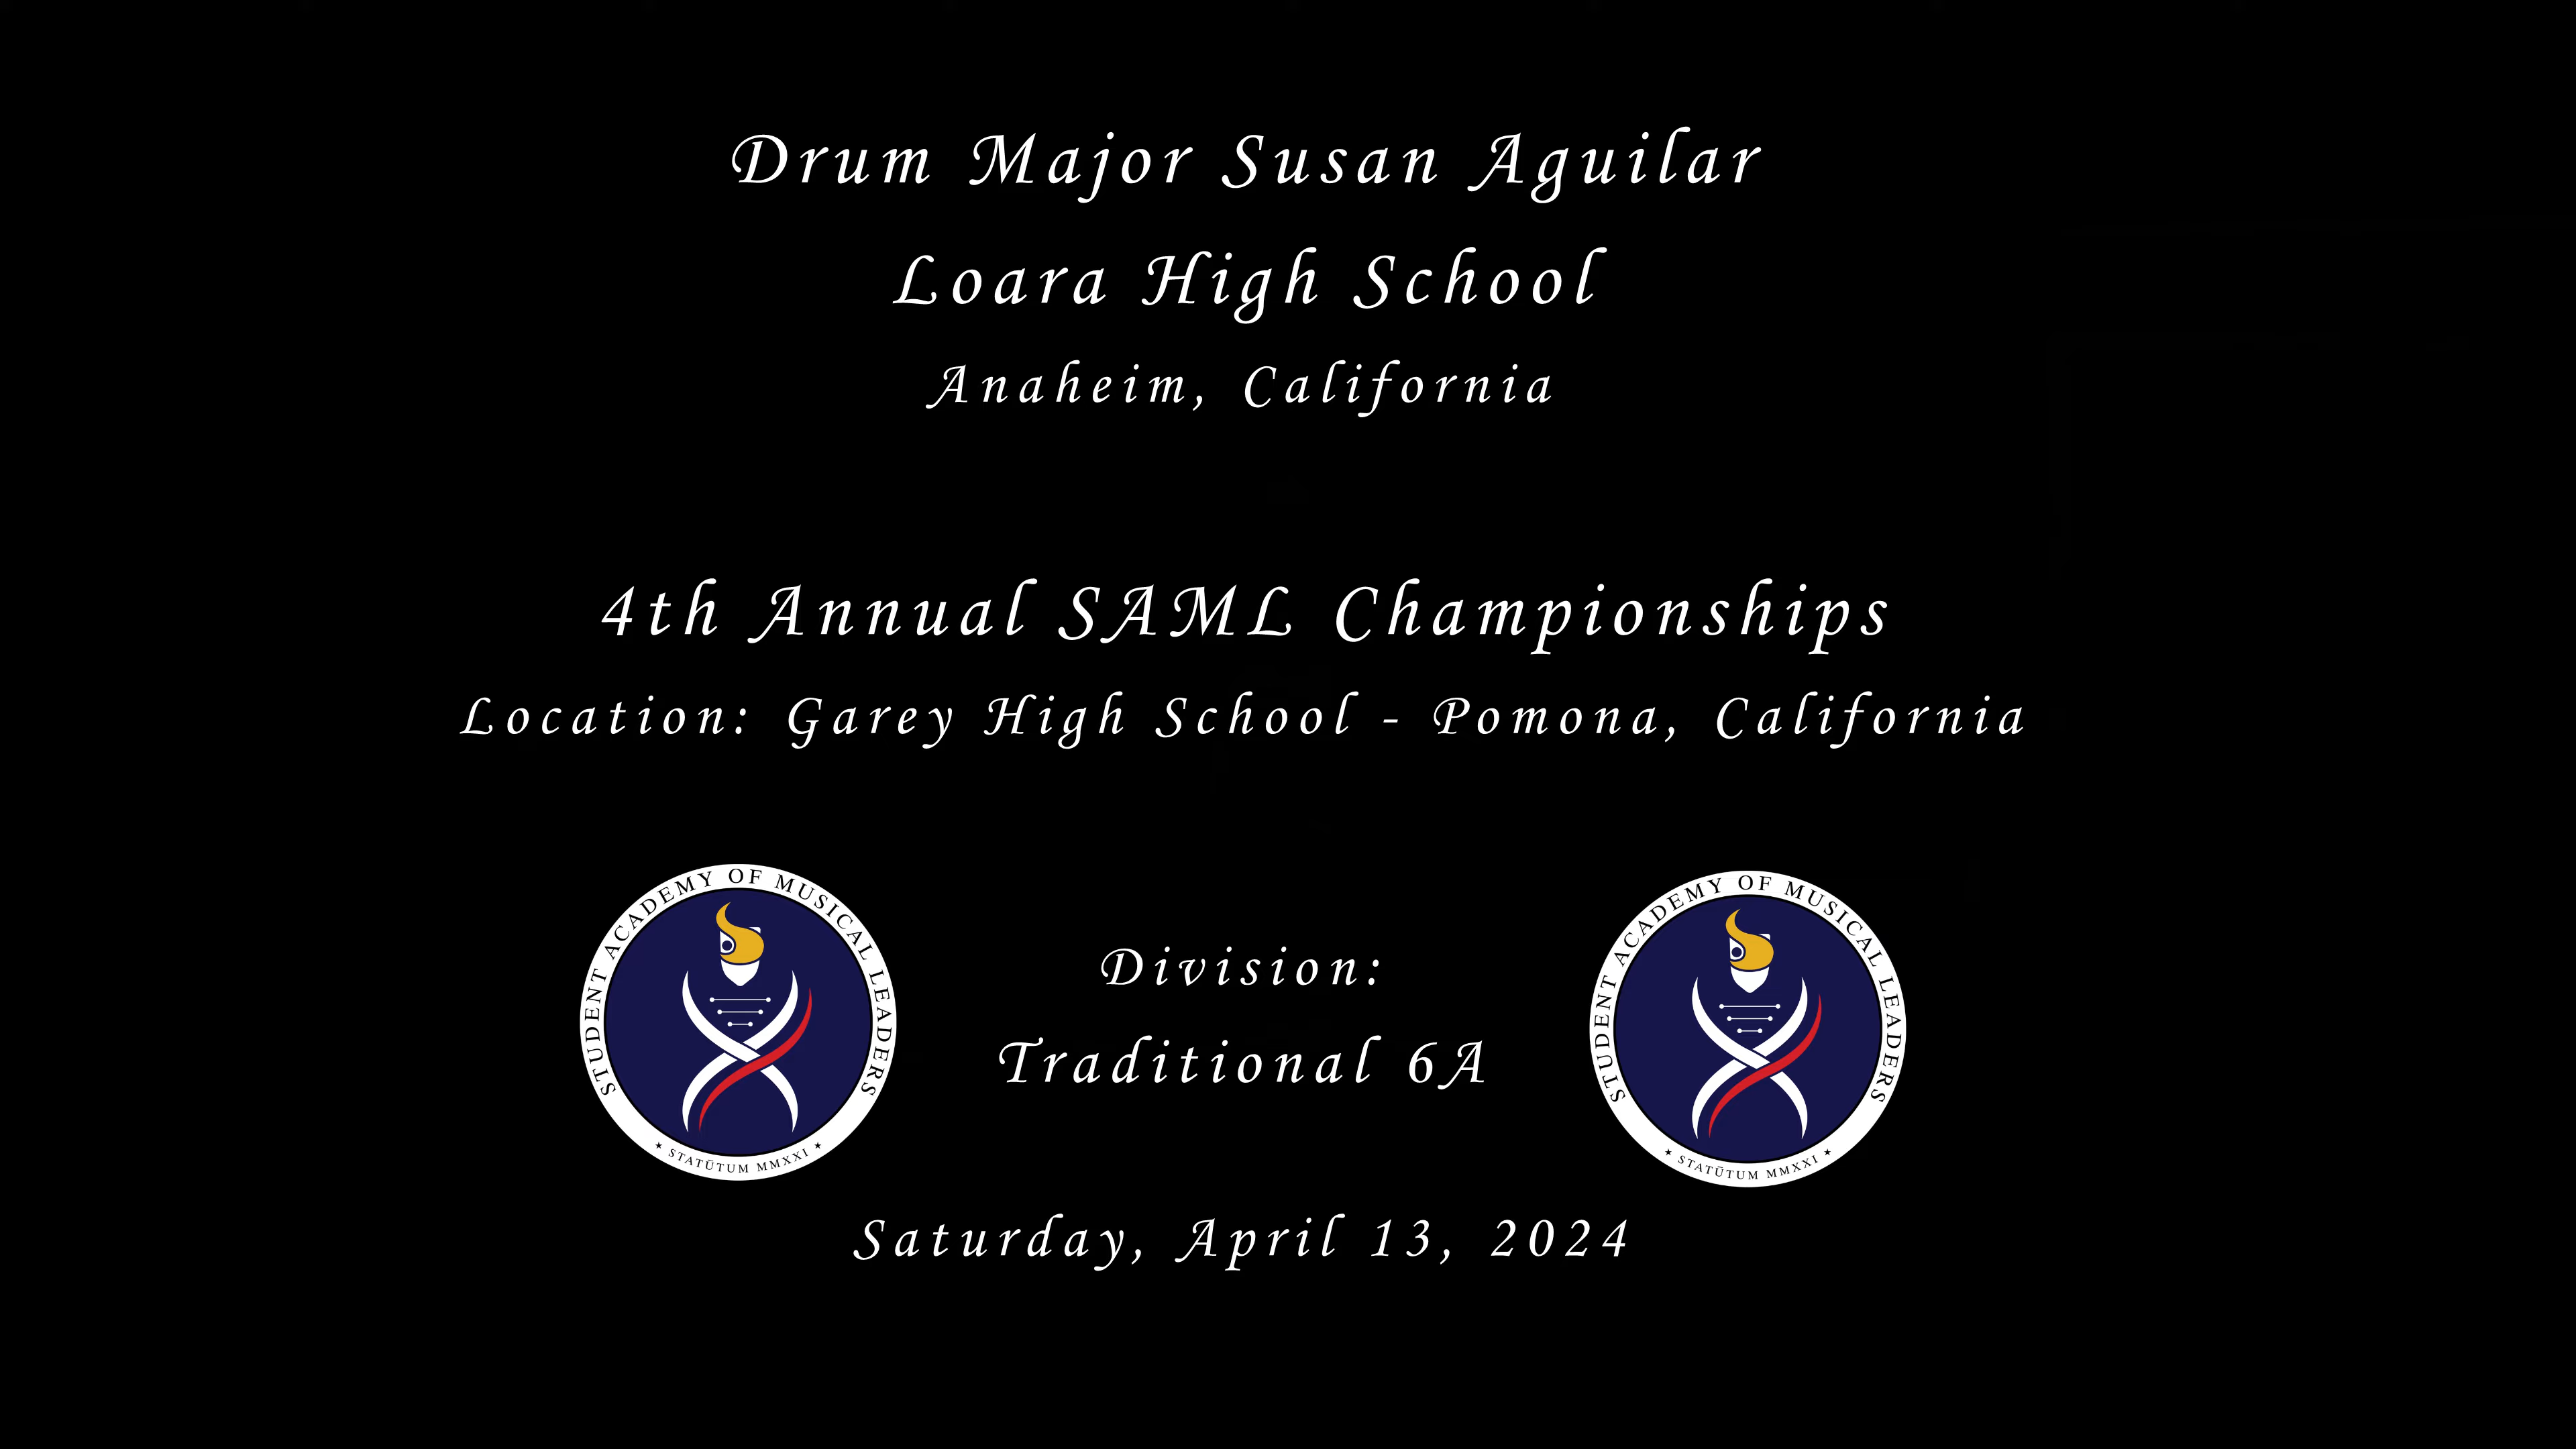 Drum Major Susan Aguilar
Loara High School
Anaheim, California
4th Annual SAML Championships
Location: Garey High School - Pomona, California
STUDENT ACADEMY OF MUSICAL LEADERS
★ STATŪTUM MMXXI ★
Division:
Traditional 6A
STUDENT ACADEMY OF MUSICAL LEADERS
★ STATŪTUM MMXXI ★
Saturday, April 13, 2024